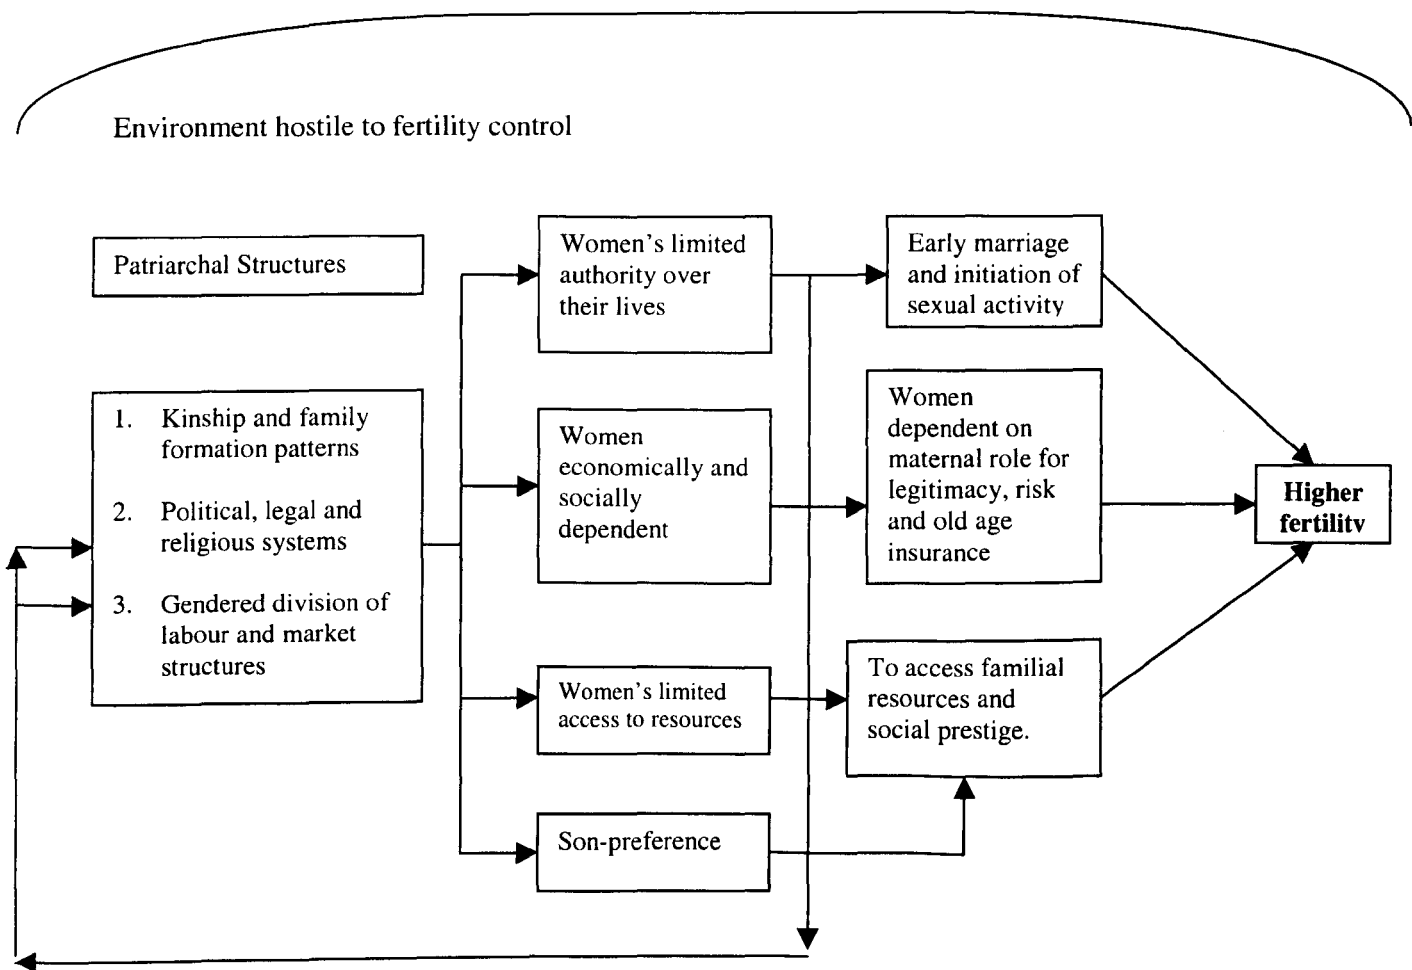 Environment hostile to fertility control
Patriarchal Structures
1. Kinship and family
formation patterns
2. Political, legal and
religious systems
3. Gendered division of
labour and market
structures
Women's limited
authority over
their lives
Women
economically and
socially
dependent
Women's limited
access to resources
Son-preference
Early marriage
and initiation of
sexual activity
Women
dependent on
maternal role for
legitimacy, risk
and old age
insurance
To access familial
resources and
social prestige.
Higher
fertility